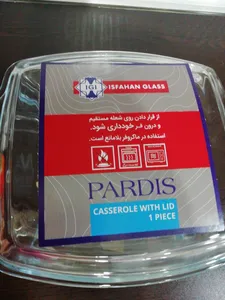 IGI
ISFAHAN GLASS
از قرار دادن روی شعله مستقیم
و درون فر خودداری شود.
استفاده در ماکروفر بلامانع است.
PARDIS
CASSEROLE WITH LID
1 PIECE